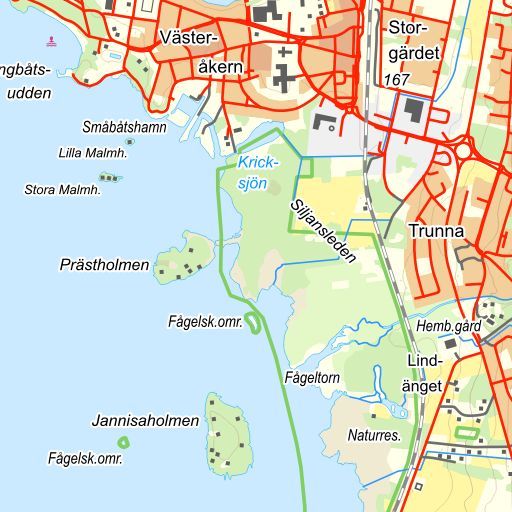 Väster-
åkern
Stor-
gärdet
167
ngbåts-
udden
Småbåtshamn
Lilla Malmh.
Stora Malmh.
Krick-
sjön
Siljansleden
Trunna
Prästholmen
Fågelsk.omr.
Hemb.gård
Lind-
änget
Fågeltorn
Jannisaholmen
Naturres.
Fågelsk.omr.